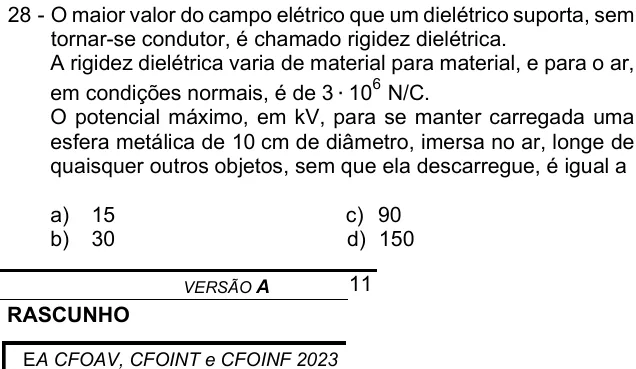 28 - O maior valor do campo elétrico que um dielétrico suporta, sem
tornar-se condutor, é chamado rigidez dielétrica.
A rigidez dielétrica varia de material para material, e para o ar,
em condições normais, é de 3 · 10⁶ N/C.
O potencial máximo, em kV, para se manter carregada uma
esfera metálica de 10 cm de diâmetro, imersa no ar, longe de
quaisquer outros objetos, sem que ela descarregue, é igual a
a) 15 c) 90
b) 30 d) 150
VERSÃO A 11
RASCUNHO
EA CFOAV, CFOINT e CFOINF 2023